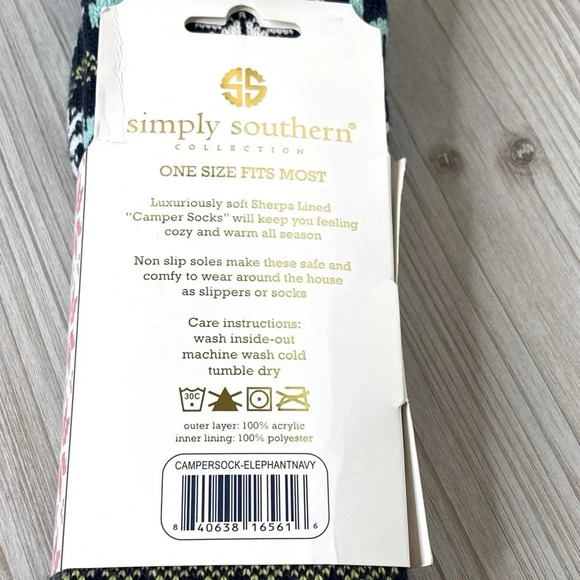 SS
simply southern®
COLLECTION
ONE SIZE FITS MOST
Luxuriously soft Sherpa Lined
"Camper Socks" will keep you feeling
cozy and warm all season
Non slip soles make these safe and
comfy to wear around the house
as slippers or socks
Care instructions:
wash inside-out
machine wash cold
tumble dry
30C
outer layer: 100% acrylic
inner lining: 100% polyester
CAMPERSOCK-ELEPHANTNAVY
8 40638 16561 6